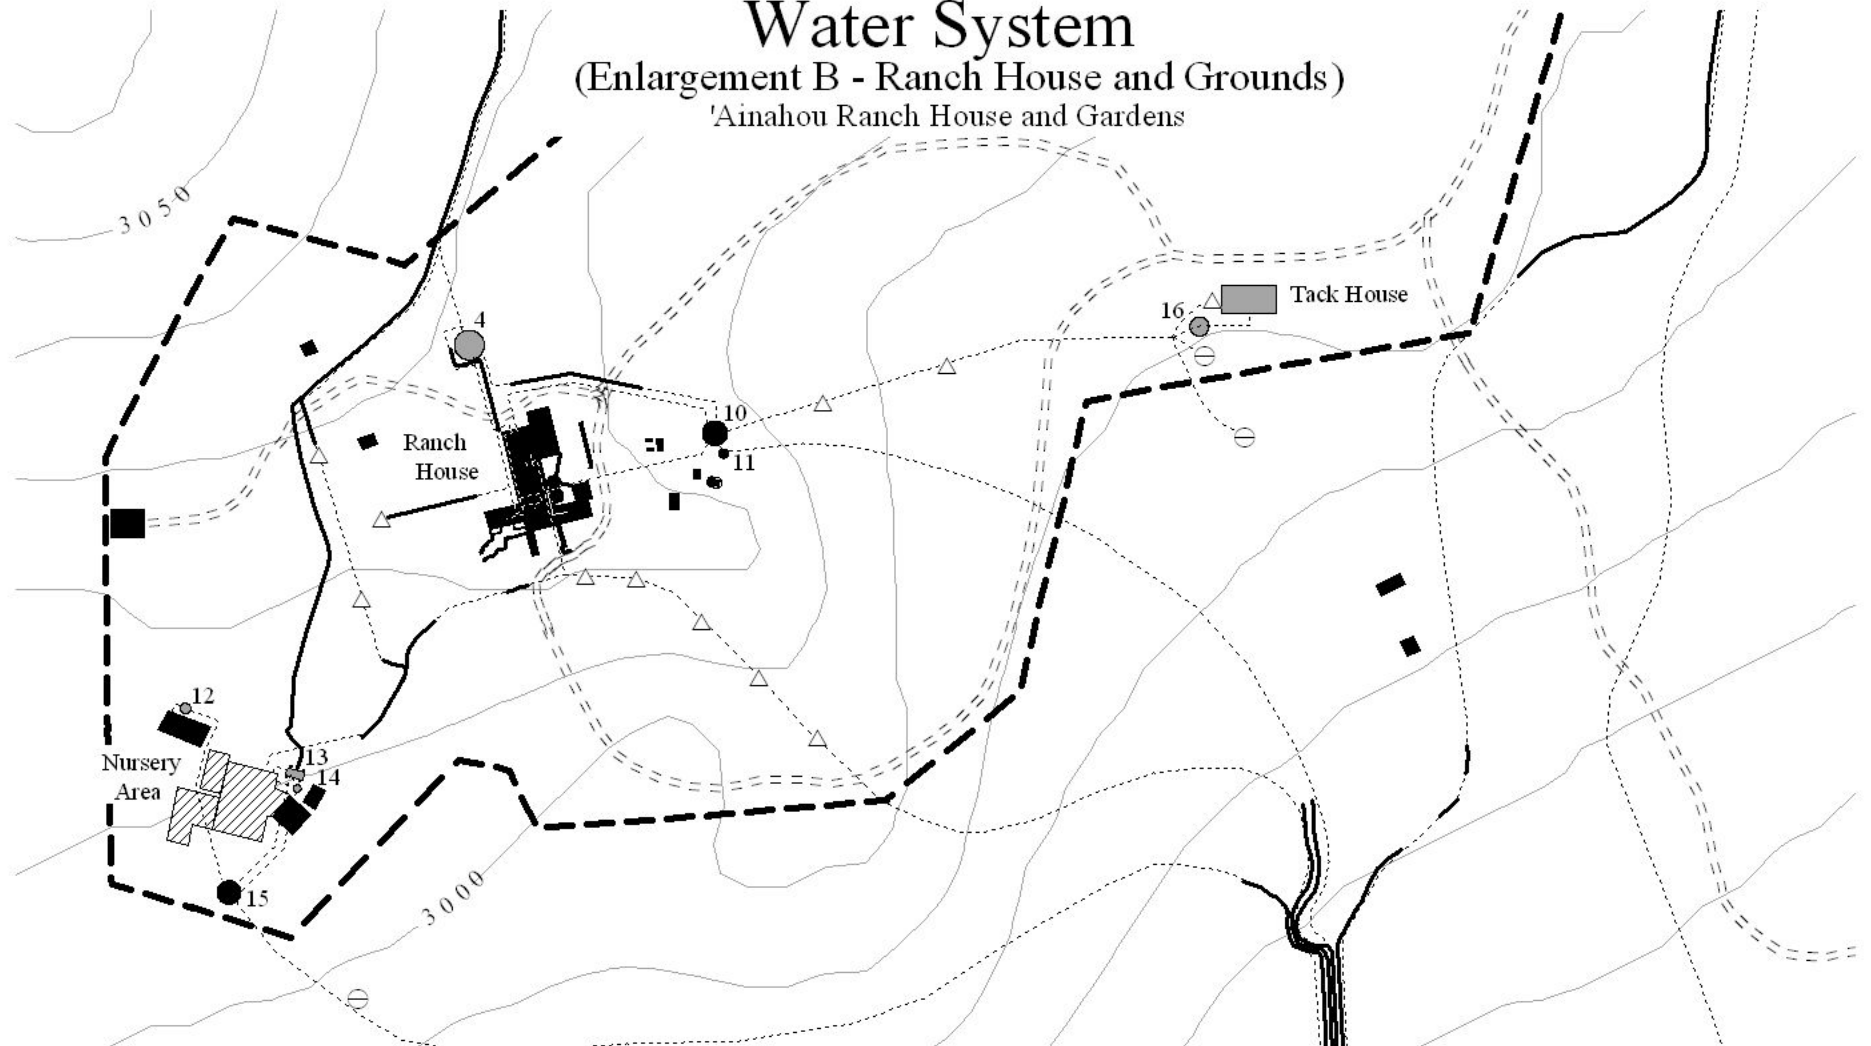 Water System
(Enlargement B - Ranch House and Grounds)
'Ainahou Ranch House and Gardens
3050
Tack House
16
4
10
Ranch
House
11
12
13
Nursery
Area
14
15
3000